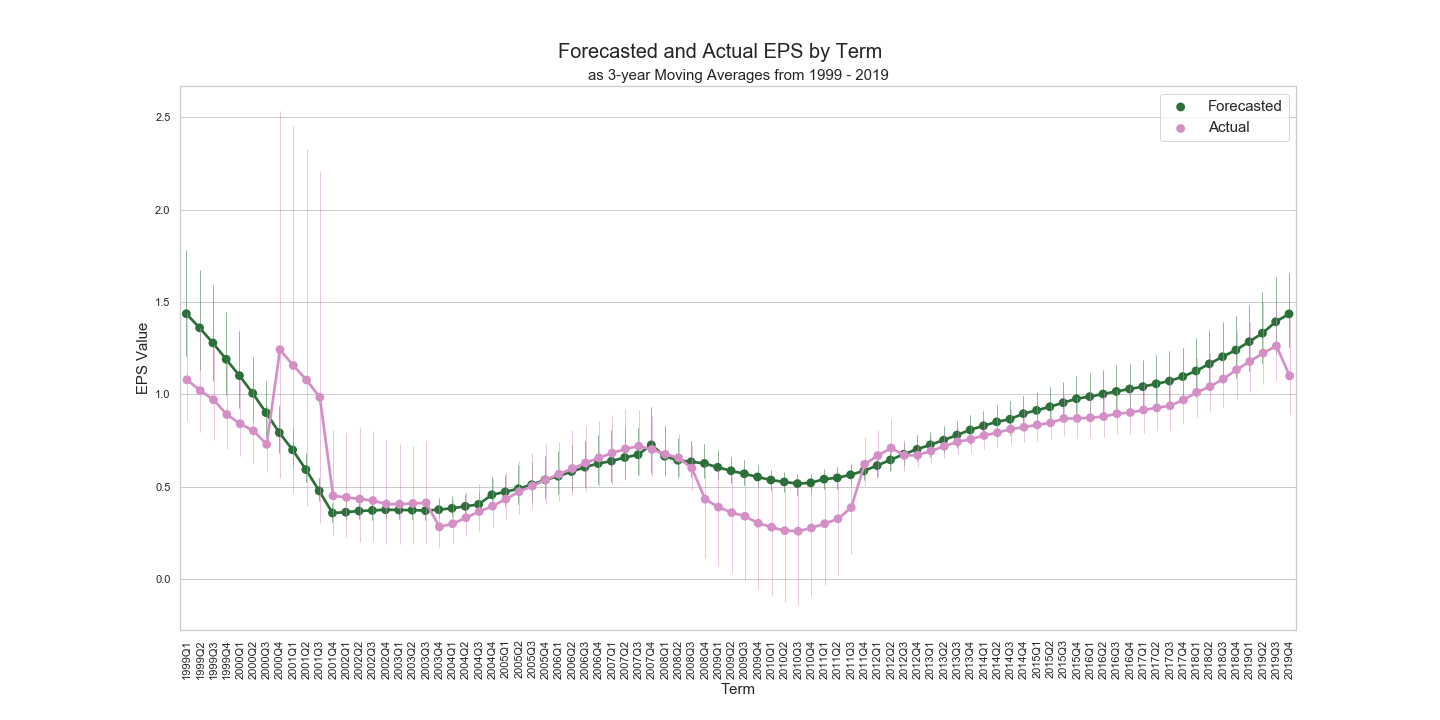 Forecasted and Actual EPS by Term
as 3-year Moving Averages from 1999 - 2019
Forecasted
Actual
EPS Value
2.5
2.0
1.5
1.0
0.5
0.0
1999Q1
1999Q2
1999Q3
1999Q4
2000Q1
2000Q2
2000Q3
2000Q4
2001Q1
2001Q2
2001Q3
2001Q4
2002Q1
2002Q2
2002Q3
2002Q4
2003Q1
2003Q2
2003Q3
2003Q4
2004Q1
2004Q2
2004Q3
2004Q4
2005Q1
2005Q2
2005Q3
2005Q4
2006Q1
2006Q2
2006Q3
2006Q4
2007Q1
2007Q2
2007Q3
2007Q4
2008Q1
2008Q2
2008Q3
2008Q4
2009Q1
2009Q2
2009Q3
2009Q4
2010Q1
2010Q2
2010Q3
2010Q4
2011Q1
2011Q2
2011Q3
2011Q4
2012Q1
2012Q2
2012Q3
2012Q4
2013Q1
2013Q2
2013Q3
2013Q4
2014Q1
2014Q2
2014Q3
2014Q4
2015Q1
2015Q2
2015Q3
2015Q4
2016Q1
2016Q2
2016Q3
2016Q4
2017Q1
2017Q2
2017Q3
2017Q4
2018Q1
2018Q2
2018Q3
2018Q4
2019Q1
2019Q2
2019Q3
2019Q4
Term